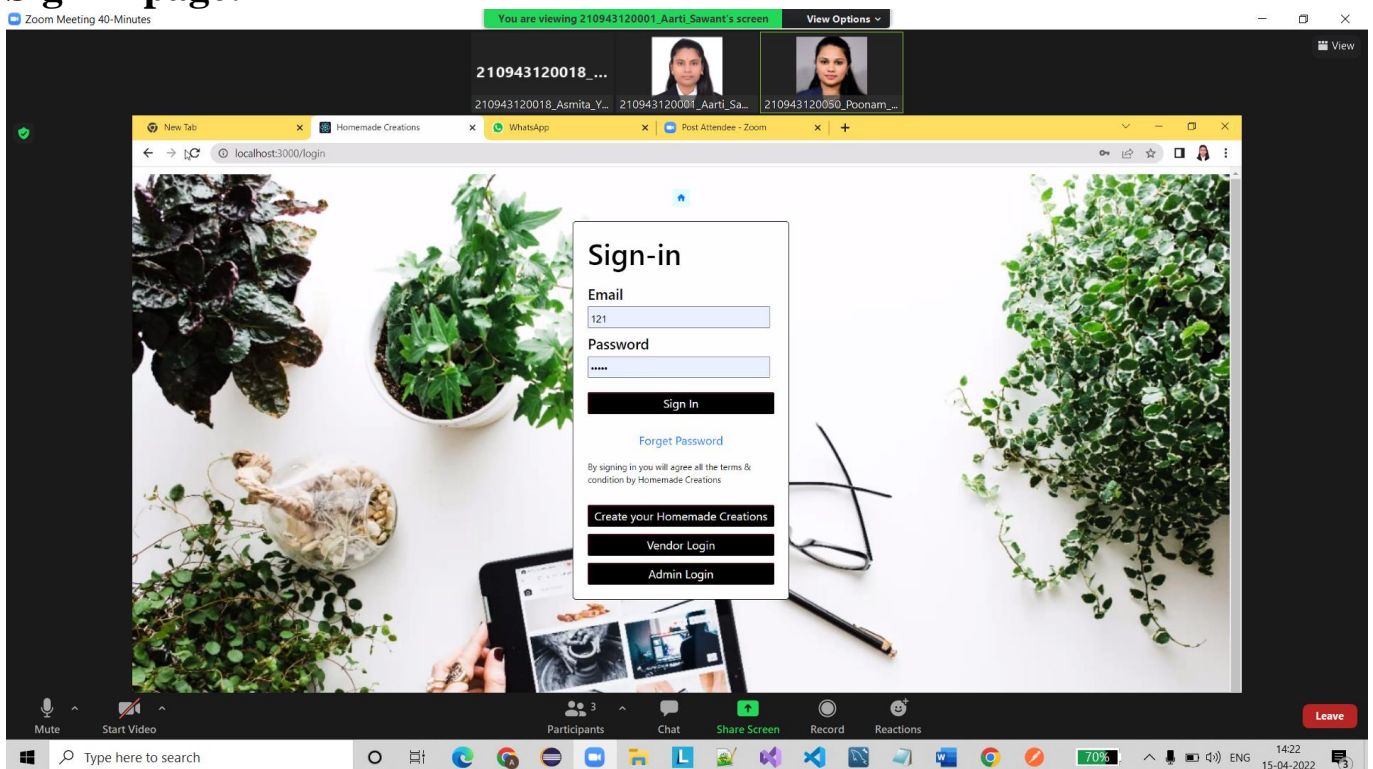 Zoom Meeting 40-Minutes
You are viewing 210943120001_Aarti_Sawant's screen
View Options
View
210943120018_...
210943120018_Asmita_Y...
210943120001_Aarti_Sa...
210943120050_Poonam_...
New Tab
Homemade Creations
WhatsApp
Post Attendee - Zoom
localhost:3000/login
Sign-in
Email
121
Password
•••••
Sign In
Forget Password
By signing in you will agree all the terms &
condition by Homemade Creations
Create your Homemade Creations
Vendor Login
Admin Login
Mute
Start Video
3
Participants
Chat
Share Screen
Record
Reactions
Leave
Type here to search
70%
ENG
14:22
15-04-2022
3